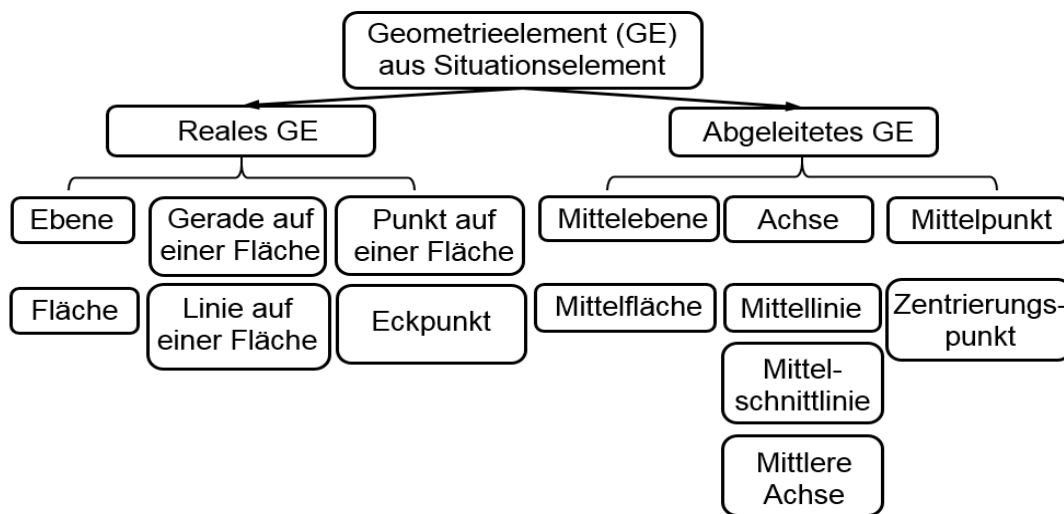 Geometrieelement (GE)
aus Situationselement
Reales GE
Abgeleitetes GE
Ebene
Gerade auf
einer Fläche
Punkt auf
einer Fläche
Mittelebene
Achse
Mittelpunkt
Fläche
Linie auf
einer Fläche
Eckpunkt
Mittelfläche
Mittellinie
Zentrierungs-
punkt
Mittel-
schnittlinie
Mittlere
Achse